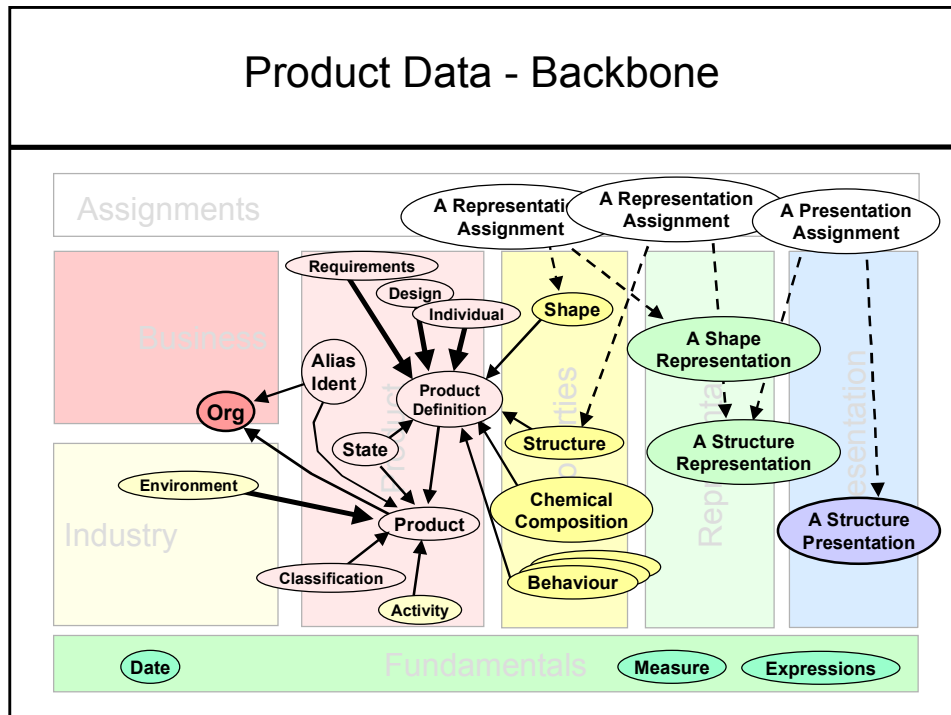 Product Data - Backbone
Assignments
A Representati
Assignment
A Representation
Assignment
A Presentation
Assignment
Requirements
Design
Individual
Shape
Business
Alias
Ident
A Shape
Representation
Product
Definition
Org
Product
State
Structure
A Structure
Representation
Environment
Industry
Product
Chemical
Composition
A Structure
Presentation
Classification
Behaviour
Activity
Fundamentals
Date
Measure
Expressions